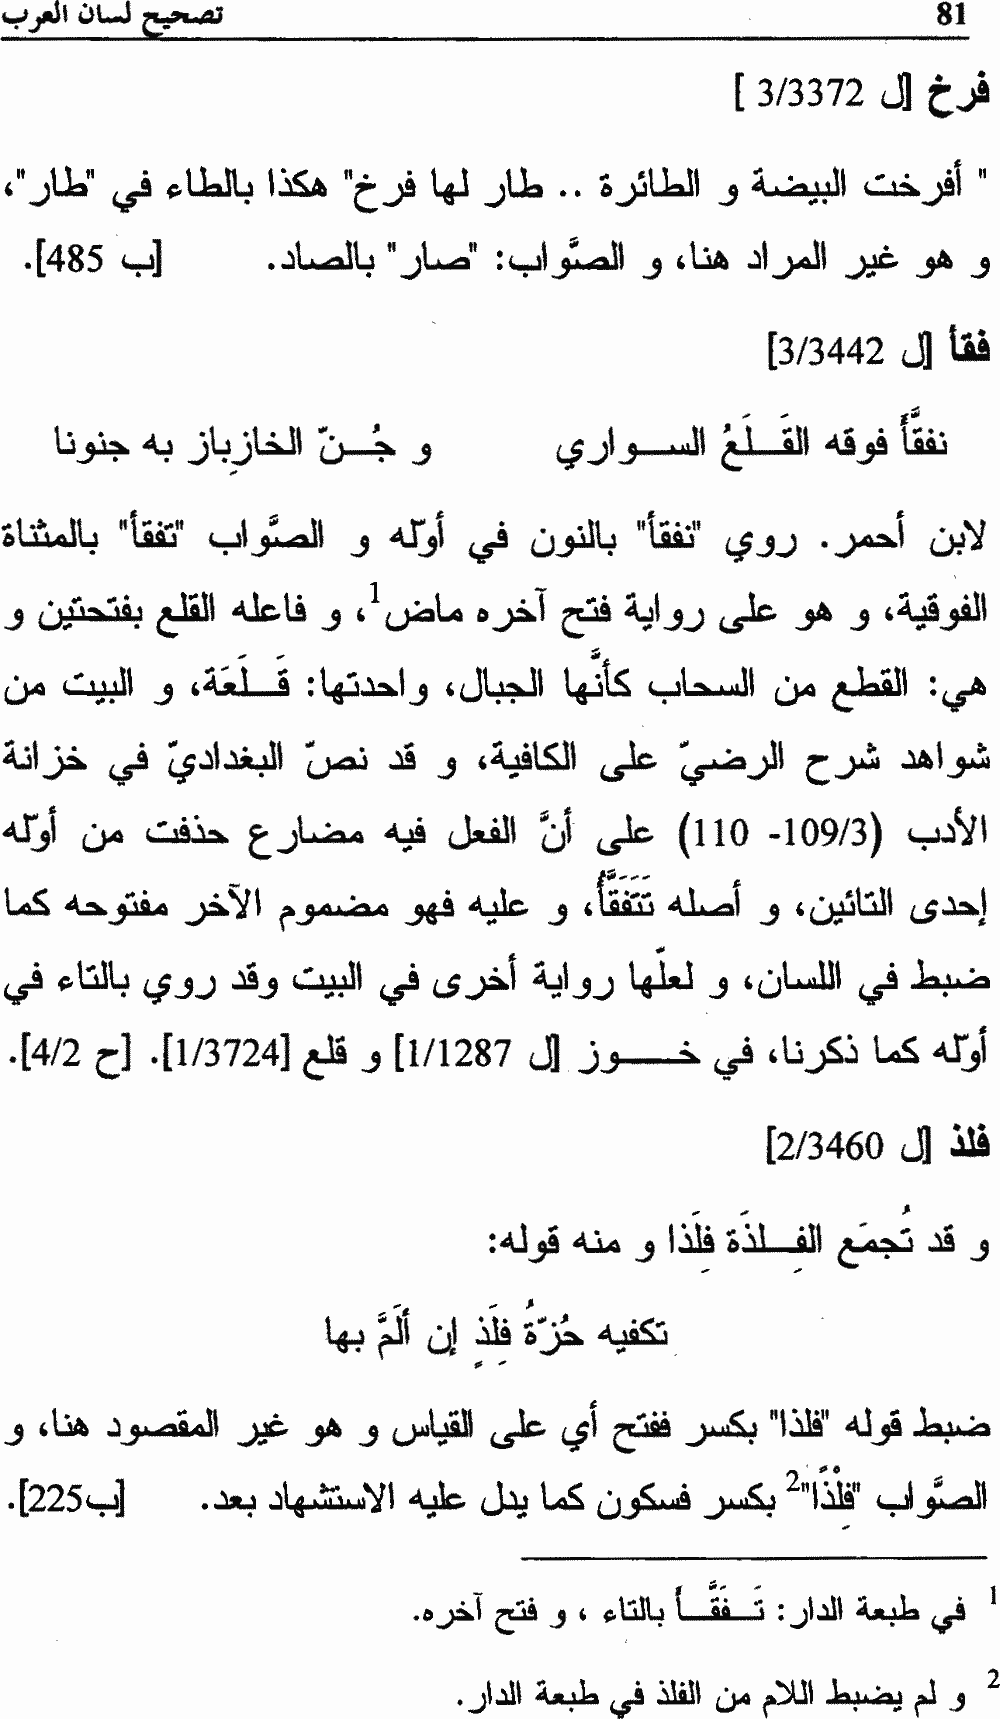 81 تصحيح لسان العرب
فرخ [ل 3/3372 ]
" أفرخت البيضة و الطائرة .. طار لها فرخ" هكذا بالطاء في "طار"،
و هو غير المراد هنا، و الصَّواب: "صار" بالصاد. [ب 485].
فقأ [ل 3/3442]
نفقَّأَ فوقه القَــلَعُ الســواري و جُــنّ الخازِباز به جنونا
لابن أحمر. روي "نفقأ" بالنون في أوّله و الصَّواب "تفقأ" بالمثناة
الفوقية، و هو على رواية فتح آخره ماض1، و فاعله القلع بفتحتين و
هي: القطع من السحاب كأنَّها الجبال، واحدتها: قَــلَعَة، و البيت من
شواهد شرح الرضيّ على الكافية، و قد نصّ البغداديّ في خزانة
الأدب (109/3- 110) على أنَّ الفعل فيه مضارع حذفت من أوّله
إحدى التائين، و أصله تَتَفَقَّأُ، و عليه فهو مضموم الآخر مفتوحه كما
ضبط في اللسان، و لعلّها رواية أخرى في البيت وقد روي بالتاء في
أوّله كما ذكرنا، في خــــوز [ل 1/1287] و قلع [1/3724]. [ح 4/2].
فلذ [ل 2/3460]
و قد تُجمَع الفِــلذَة فِلَذا و منه قوله:
تكفيه حُزّةُ فِلَذٍ إن ألَمَّ بها
ضبط قوله "فلذا" بكسر ففتح أي على القياس و هو غير المقصود هنا، و
الصَّواب "فِلْذًا"2 بكسر فسكون كما يدل عليه الاستشهاد بعد. [ب225].
1 في طبعة الدار: تَــفَقَّــأَ بالتاء ، و فتح آخره.
2 و لم يضبط اللام من الفلذ في طبعة الدار.